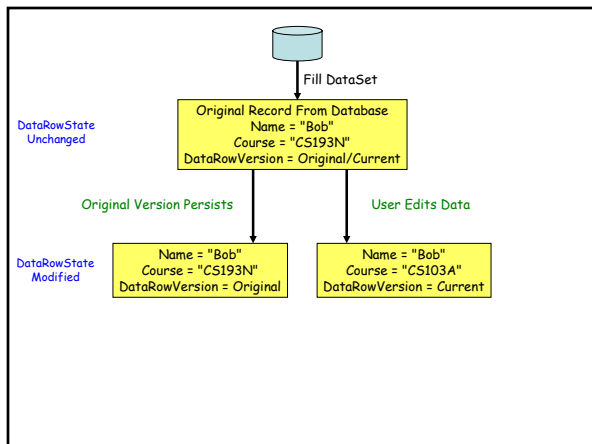 Fill DataSet
DataRowState
Unchanged
Original Record From Database
Name = "Bob"
Course = "CS193N"
DataRowVersion = Original/Current
Original Version Persists
User Edits Data
DataRowState
Modified
Name = "Bob"
Course = "CS193N"
DataRowVersion = Original
Name = "Bob"
Course = "CS103A"
DataRowVersion = Current